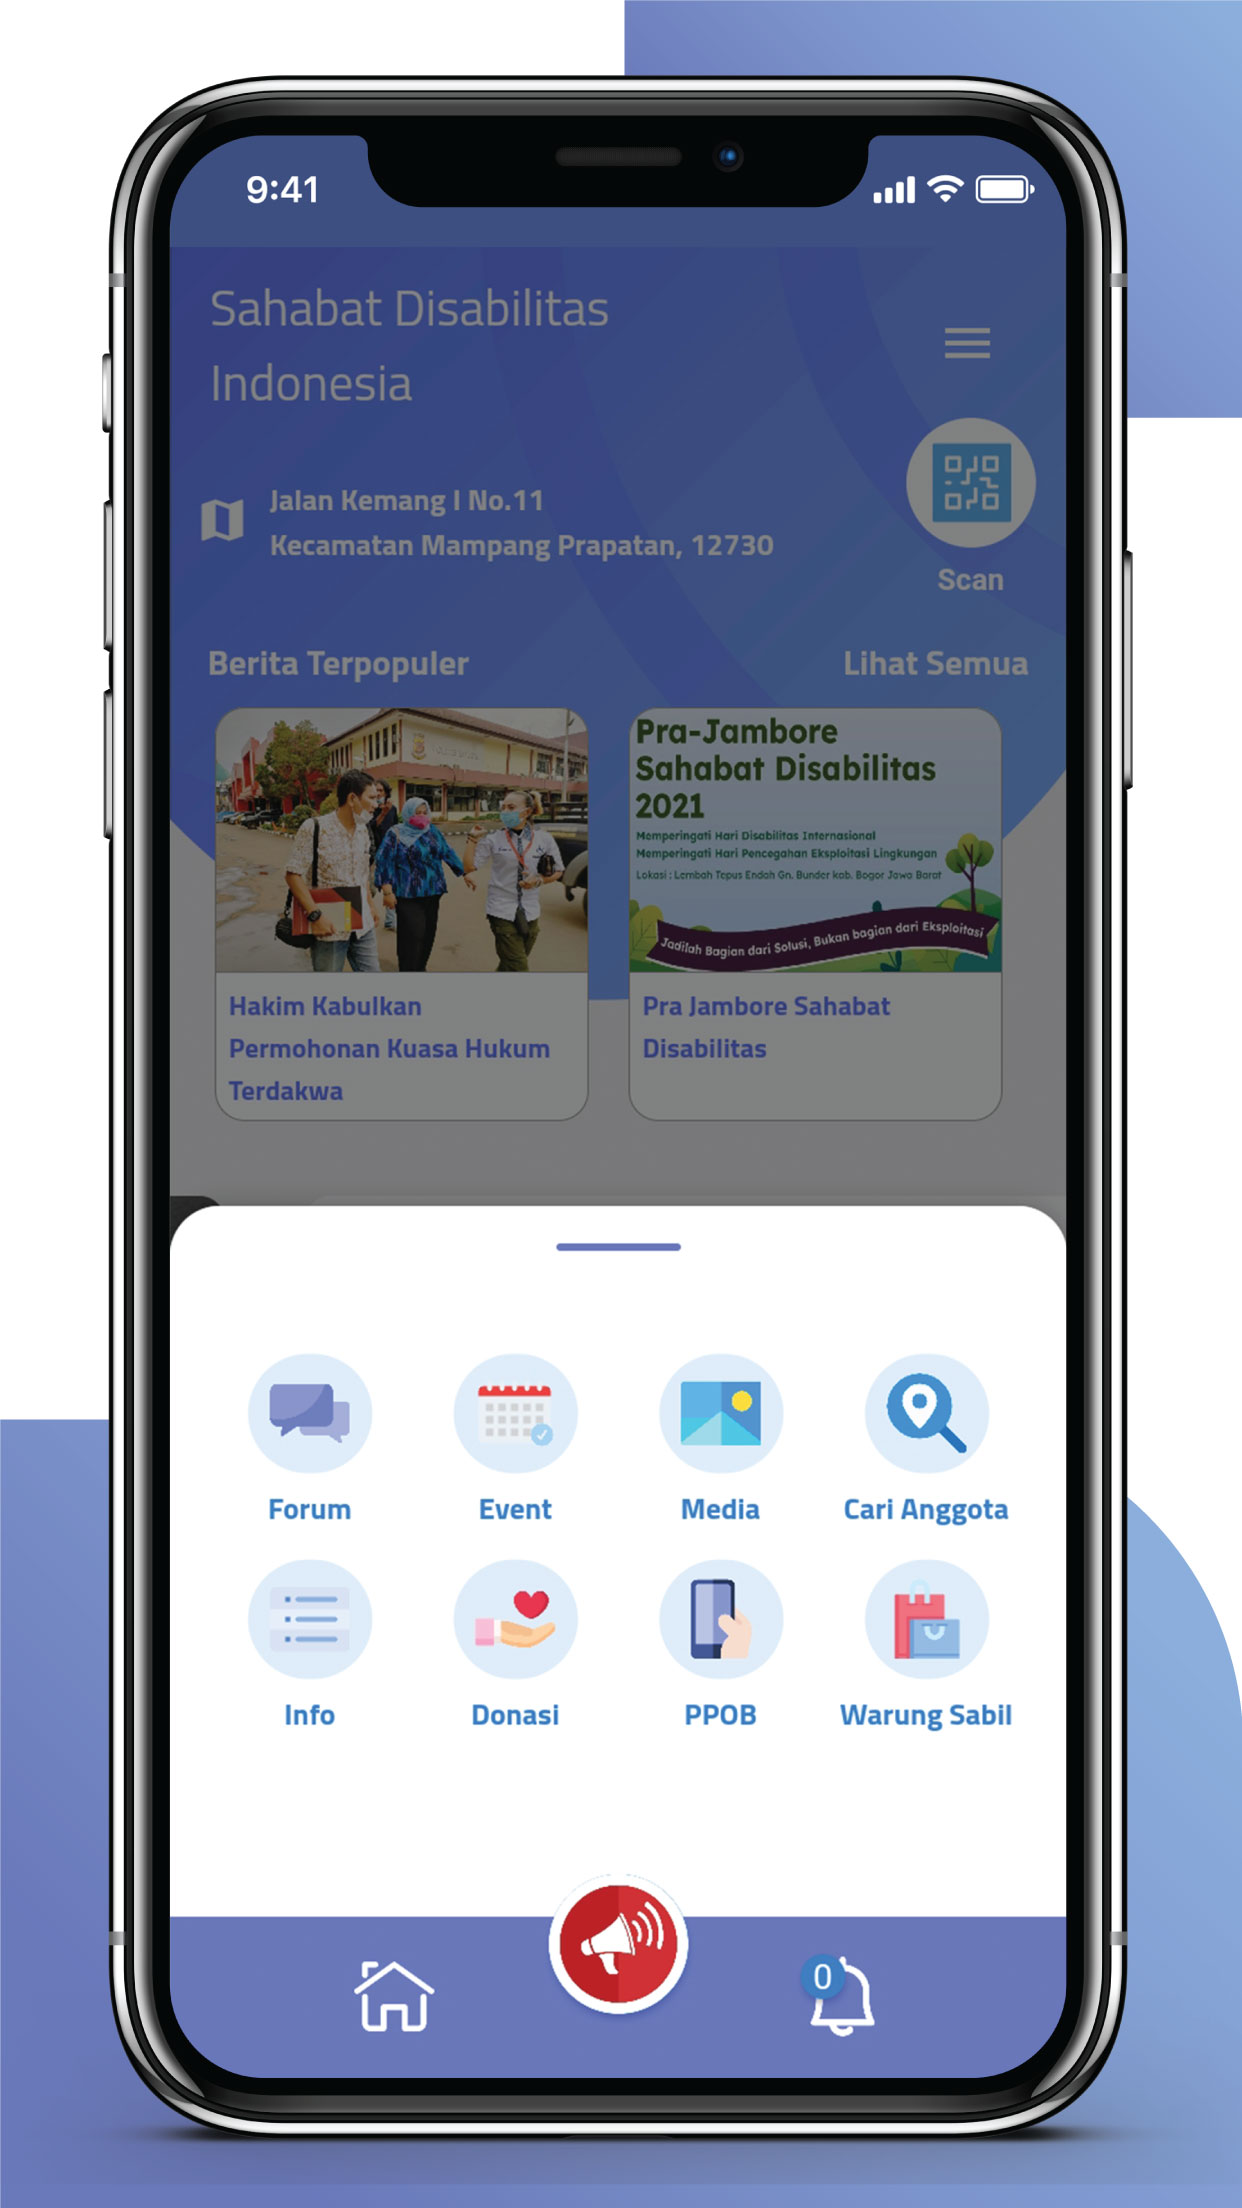 9:41
Sahabat Disabilitas
Indonesia
Jalan Kemang I No.11
Kecamatan Mampang Prapatan, 12730
Scan
Berita Terpopuler
Lihat Semua
Pra-Jambore
Sahabat Disabilitas
2021
Memperingati Hari Disabilitas Internasional
Memperingati Hari Pencegahan Eksploitasi Lingkungan
Lokasi : Lembah Tepus Endah Gn. Bunder kab. Bogor Jawa Barat
Jadilah Bagian dari Solusi, Bukan bagian dari Eksploitasi
Hakim Kabulkan
Permohonan Kuasa Hukum
Terdakwa
Pra Jambore Sahabat
Disabilitas
Forum
Event
Media
Cari Anggota
Info
Donasi
PPOB
Warung Sabil
0